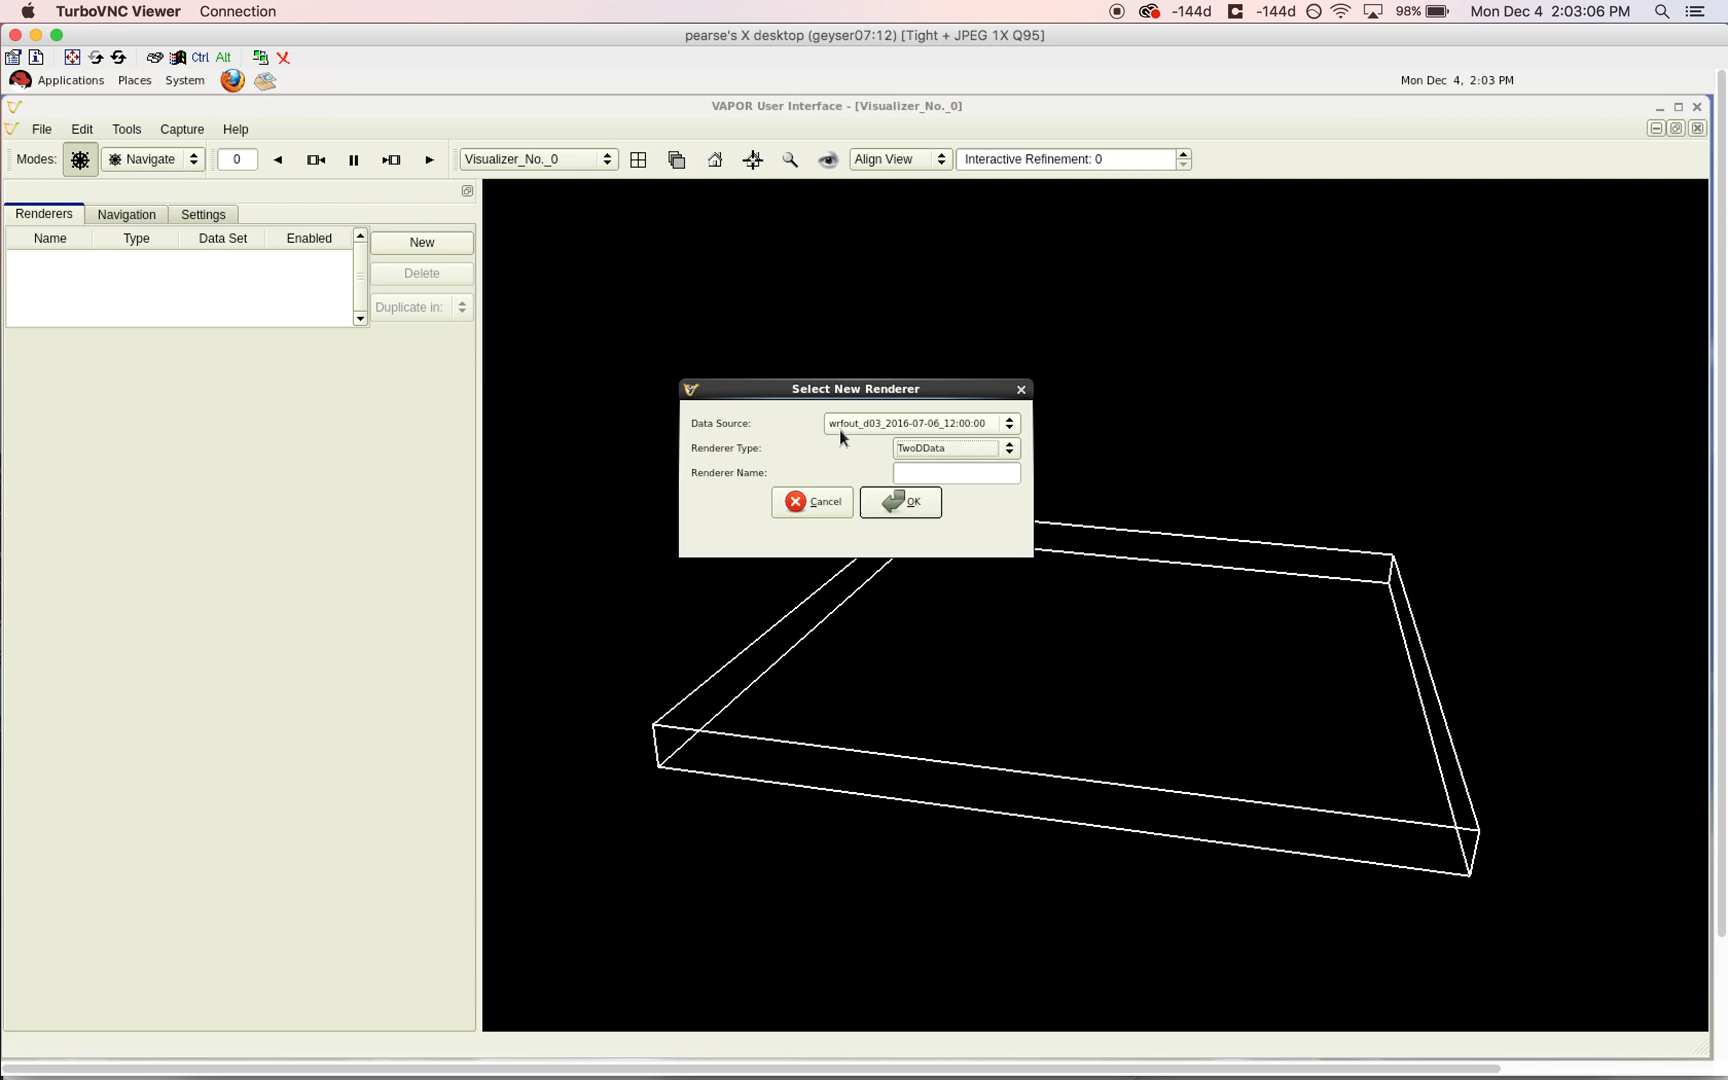 TurboVNC Viewer Connection -144d -144d 98% Mon Dec 4 2:03:06 PM
pearse's X desktop (geyser07:12) [Tight + JPEG 1X Q95]
Ctrl Alt
Applications Places System Mon Dec 4, 2:03 PM
VAPOR User Interface - [Visualizer_No._0]
File Edit Tools Capture Help
Modes: Navigate 0 Visualizer_No._0 Align View Interactive Refinement: 0
Renderers Navigation Settings
Name Type Data Set Enabled New
Delete
Duplicate in:
Select New Renderer
Data Source: wrfout_d03_2016-07-06_12:00:00
Renderer Type: TwoDData
Renderer Name:
Cancel OK